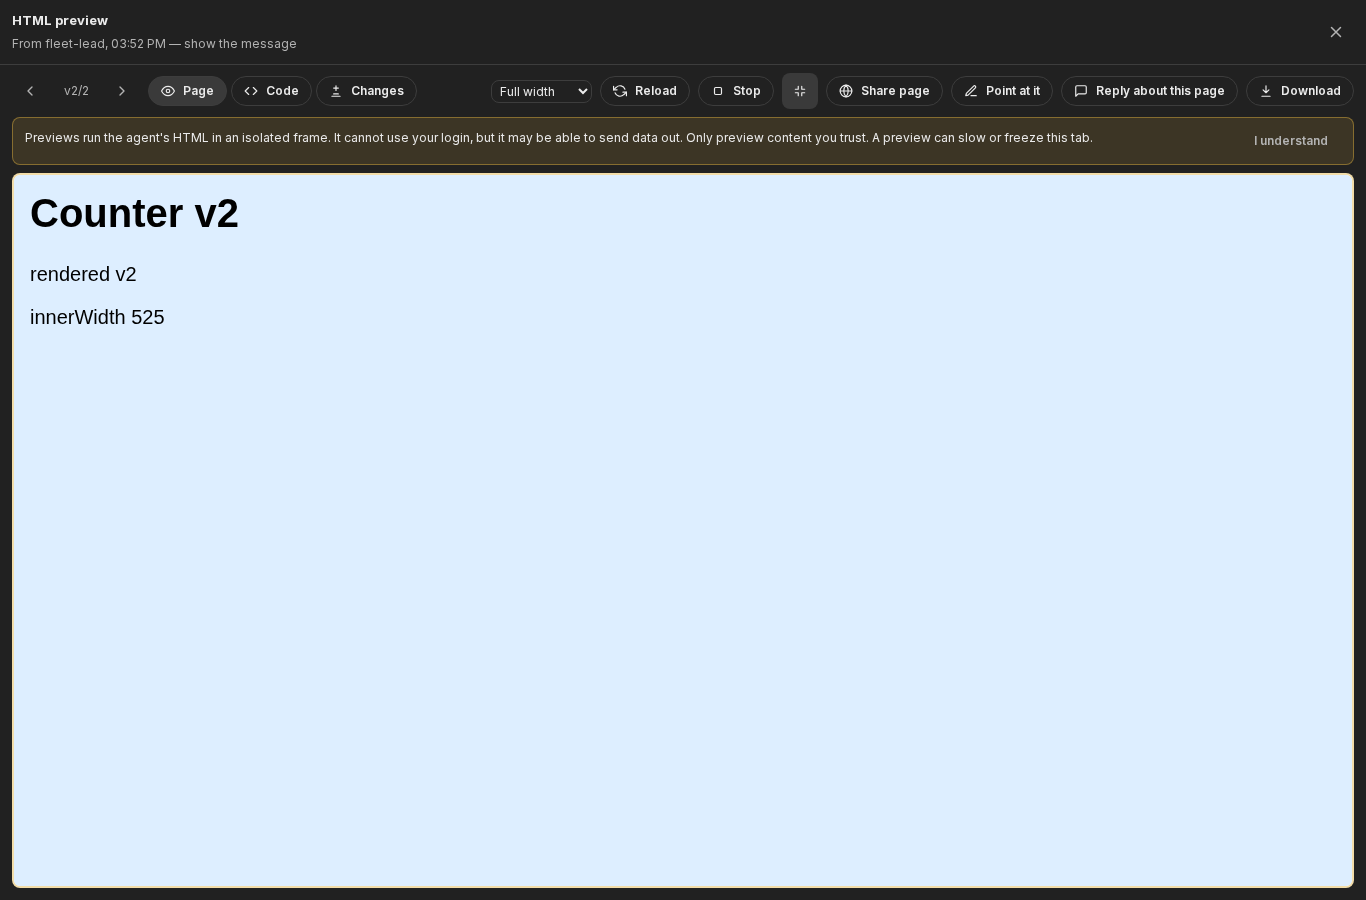 HTML preview
From fleet-lead, 03:52 PM — show the message
v2/2 Page Code Changes Full width Reload Stop Share page Point at it Reply about this page Download
Previews run the agent's HTML in an isolated frame. It cannot use your login, but it may be able to send data out. Only preview content you trust. A preview can slow or freeze this tab. I understand
Counter v2
rendered v2
innerWidth 525